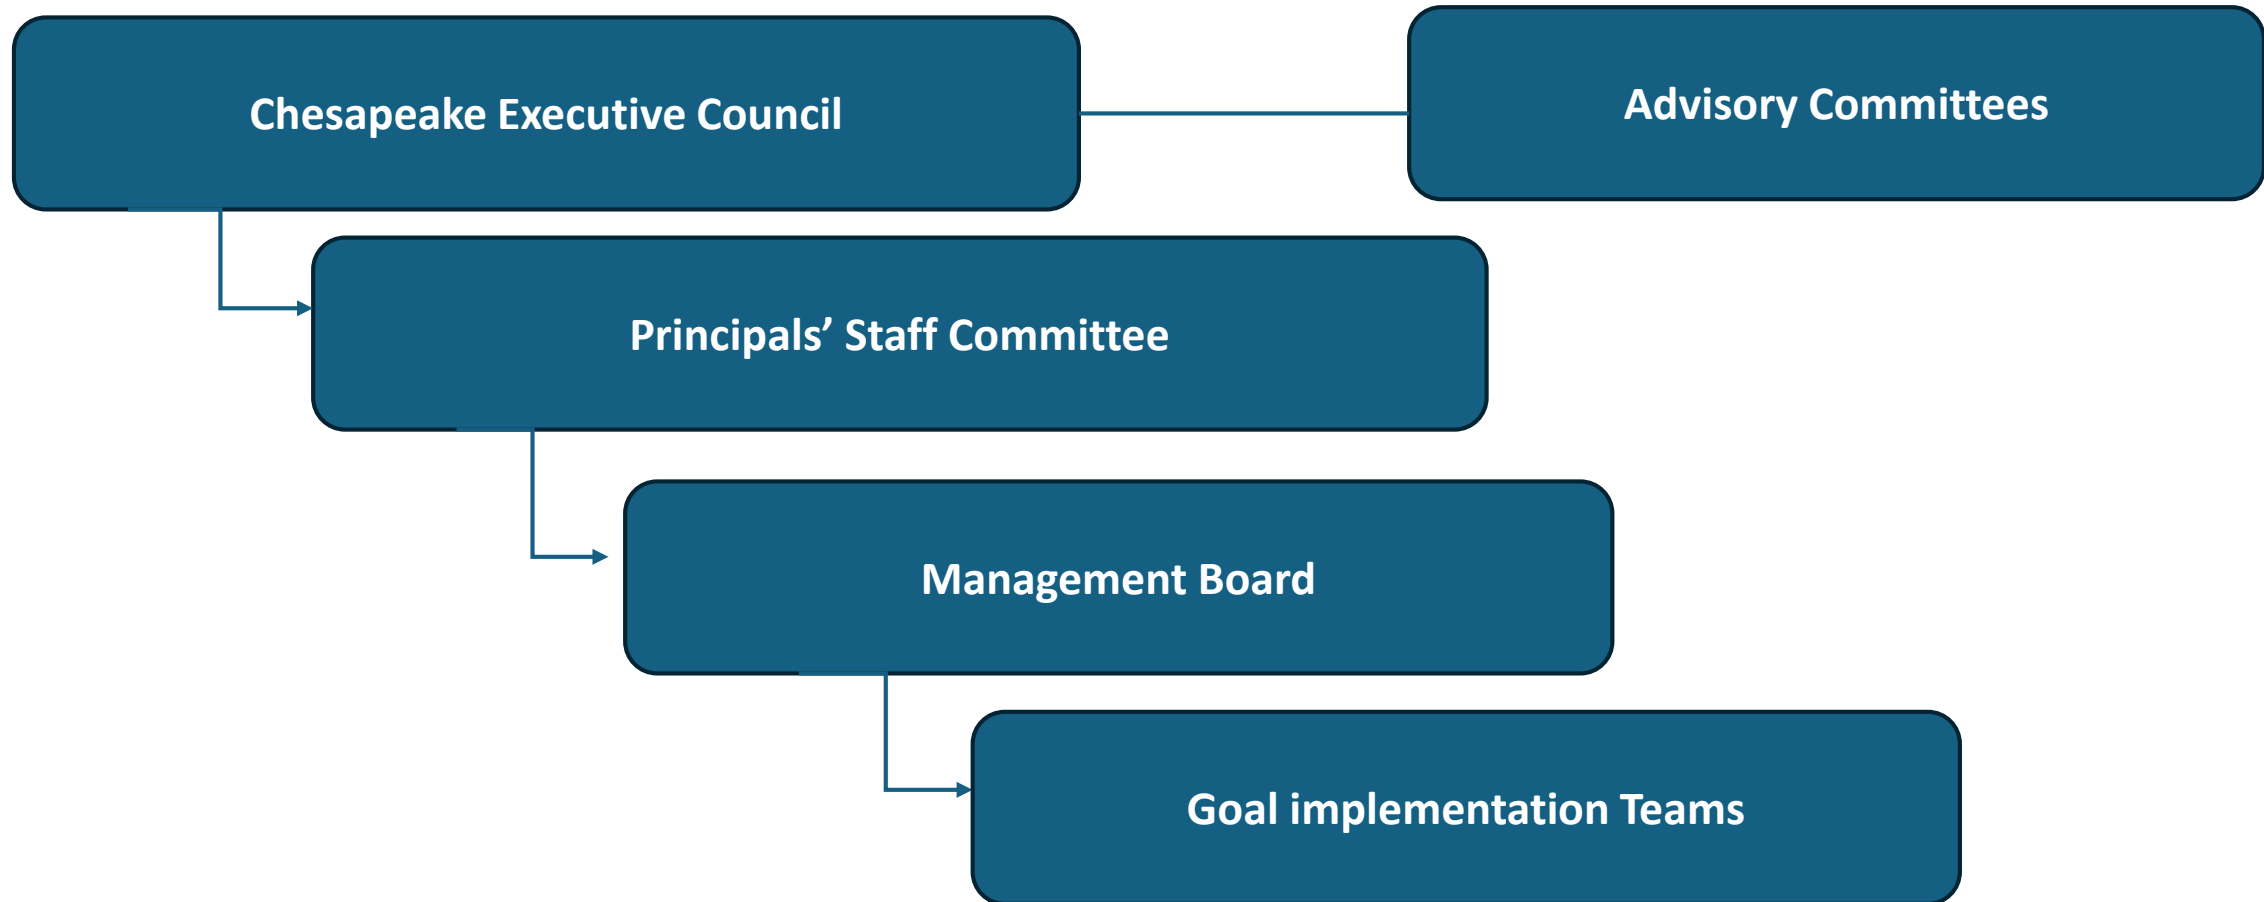 Chesapeake Executive Council
Advisory Committees
Principals’ Staff Committee
Management Board
Goal implementation Teams